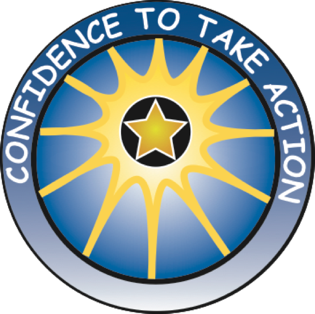 CONFIDENCE TO TAKE ACTION